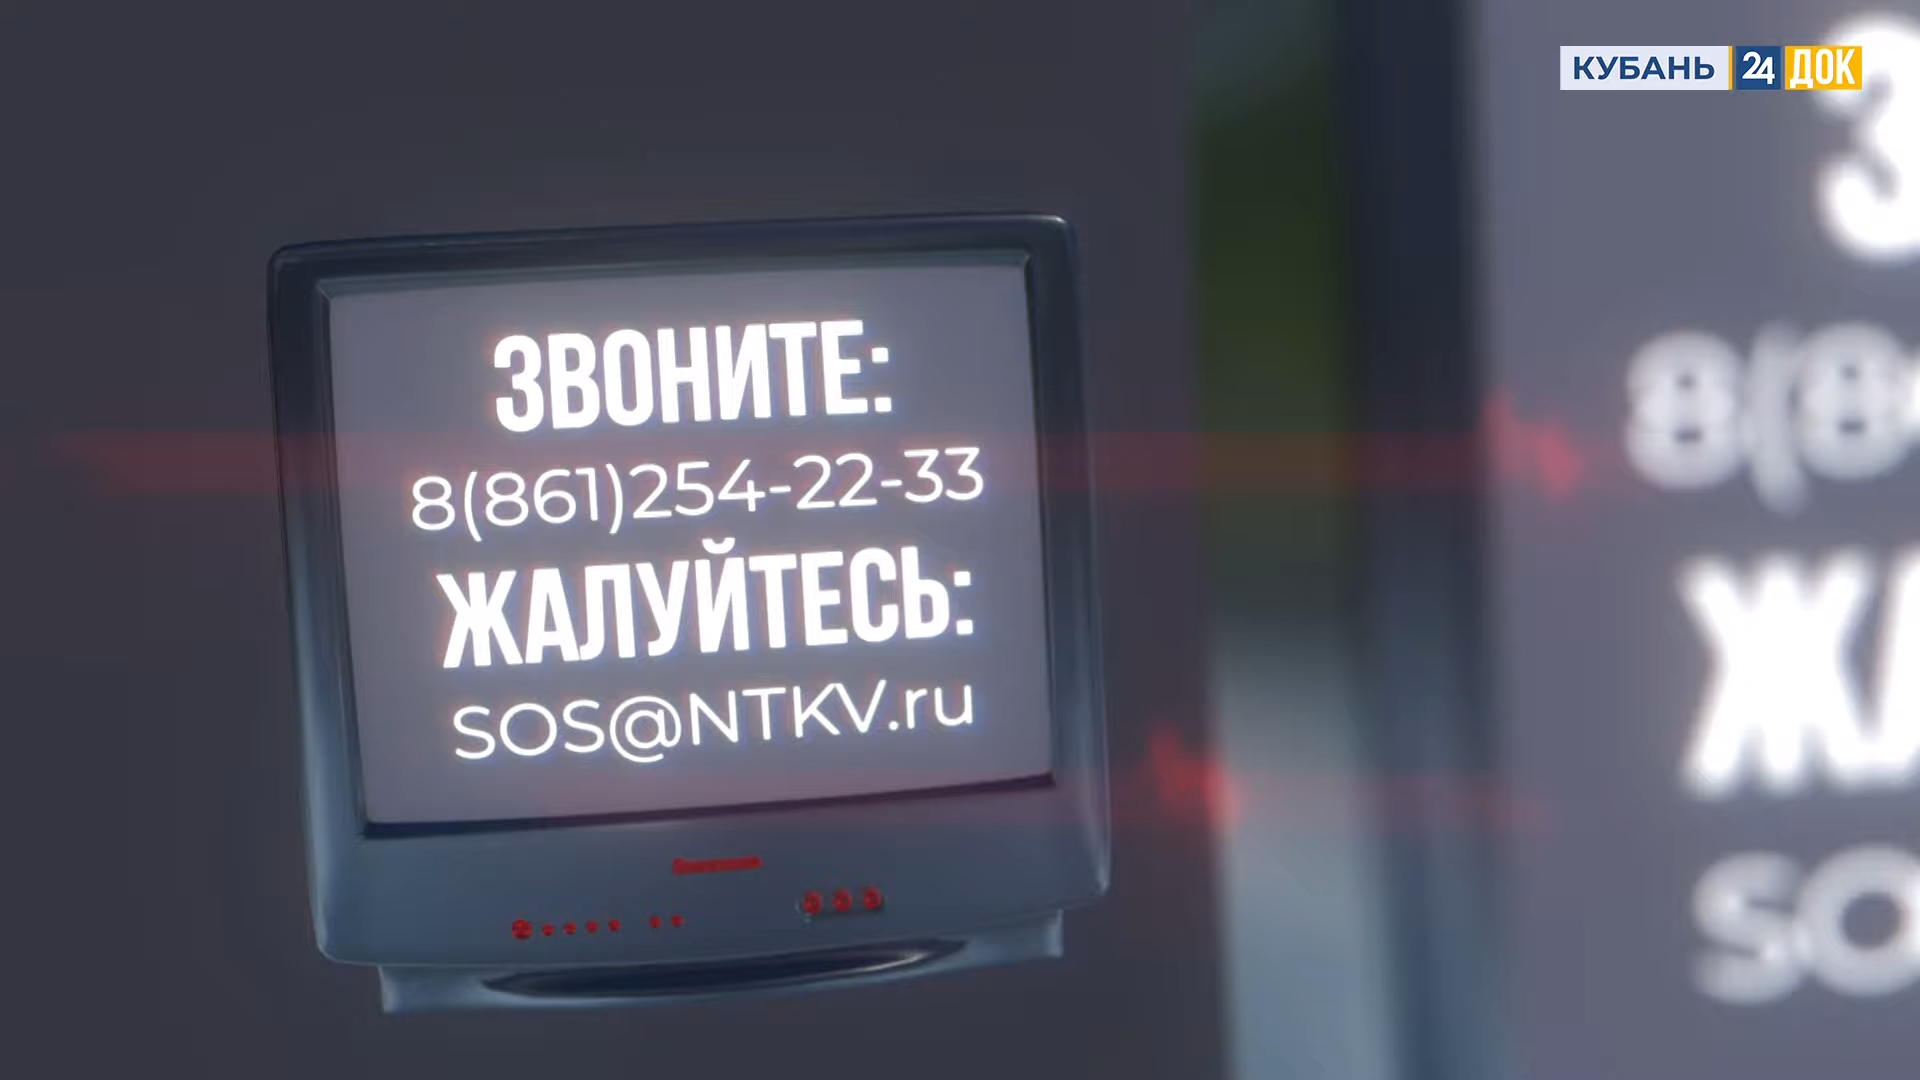 КУБАНЬ 24 ДОК
ЗВОНИТЕ:
8(861)254-22-33
ЖАЛУЙТЕСЬ:
SOS@NTKV.ru